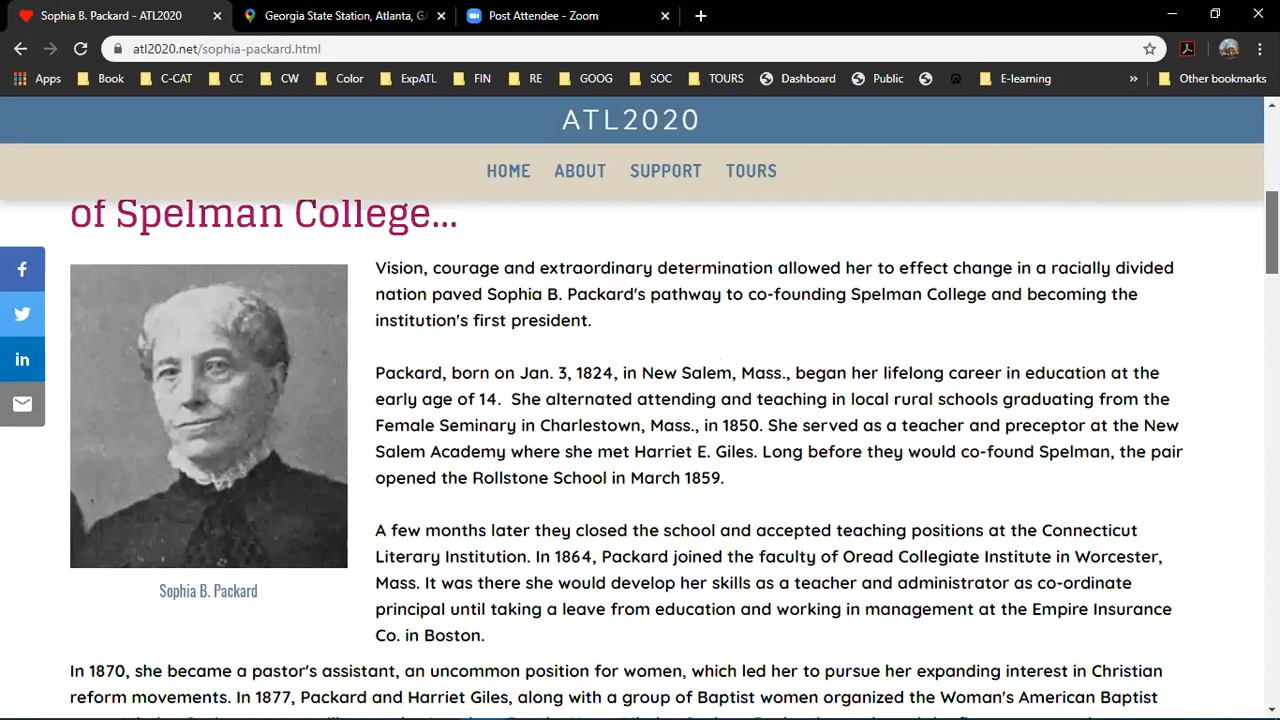 Sophia B. Packard - ATL2020
Georgia State Station, Atlanta, GA
Post Attendee - Zoom
atl2020.net/sophia-packard.html
Apps Book C-CAT CC CW Color ExpATL FIN RE GOOG SOC TOURS Dashboard Public E-learning » Other bookmarks
ATL2020
HOME ABOUT SUPPORT TOURS
of Spelman College...
Vision, courage and extraordinary determination allowed her to effect change in a racially divided
nation paved Sophia B. Packard's pathway to co-founding Spelman College and becoming the
institution's first president.
Packard, born on Jan. 3, 1824, in New Salem, Mass., began her lifelong career in education at the
early age of 14. She alternated attending and teaching in local rural schools graduating from the
Female Seminary in Charlestown, Mass., in 1850. She served as a teacher and preceptor at the New
Salem Academy where she met Harriet E. Giles. Long before they would co-found Spelman, the pair
opened the Rollstone School in March 1859.
A few months later they closed the school and accepted teaching positions at the Connecticut
Literary Institution. In 1864, Packard joined the faculty of Oread Collegiate Institute in Worcester,
Mass. It was there she would develop her skills as a teacher and administrator as co-ordinate
principal until taking a leave from education and working in management at the Empire Insurance
Co. in Boston.
Sophia B. Packard
In 1870, she became a pastor's assistant, an uncommon position for women, which led her to pursue her expanding interest in Christian
reform movements. In 1877, Packard and Harriet Giles, along with a group of Baptist women organized the Woman's American Baptist